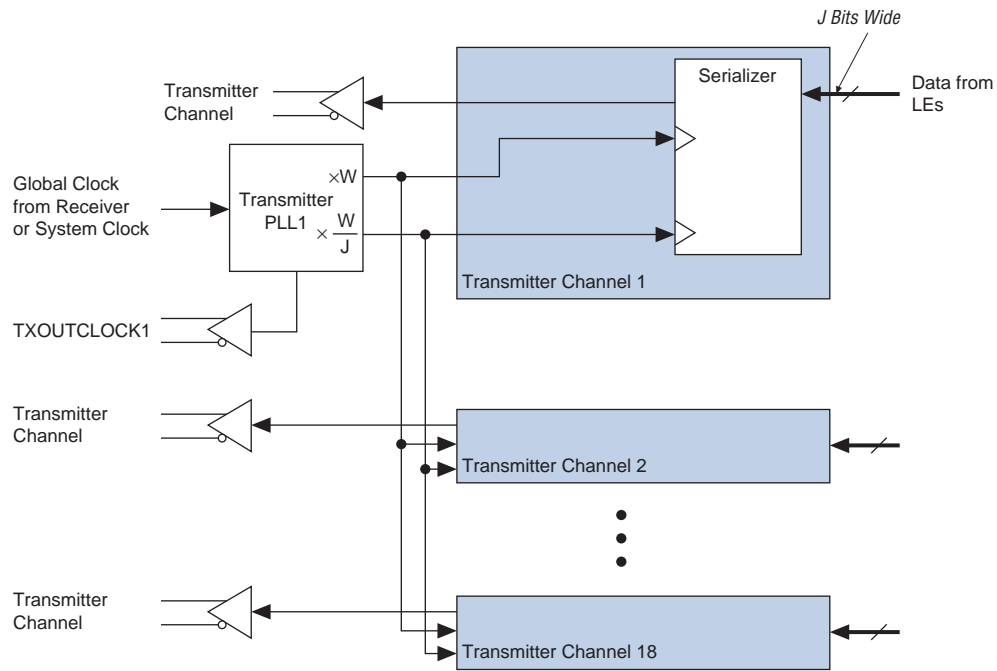 J Bits Wide
Serializer
Transmitter
Channel
Data from
LEs
Global Clock
from Receiver
or System Clock
×W
Transmitter
PLL1
× W
J
Transmitter Channel 1
TXOUTCLOCK1
Transmitter
Channel
Transmitter Channel 2
Transmitter
Channel
Transmitter Channel 18